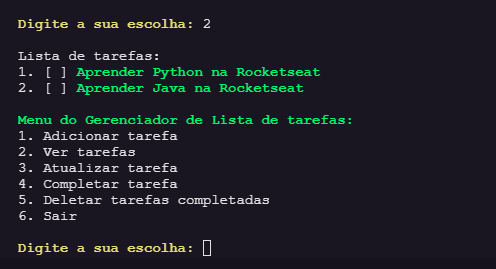 Digite a sua escolha: 2
Lista de tarefas:
1. [ ] Aprender Python na Rocketseat
2. [ ] Aprender Java na Rocketseat
Menu do Gerenciador de Lista de tarefas:
1. Adicionar tarefa
2. Ver tarefas
3. Atualizar tarefa
4. Completar tarefa
5. Deletar tarefas completadas
6. Sair
Digite a sua escolha: